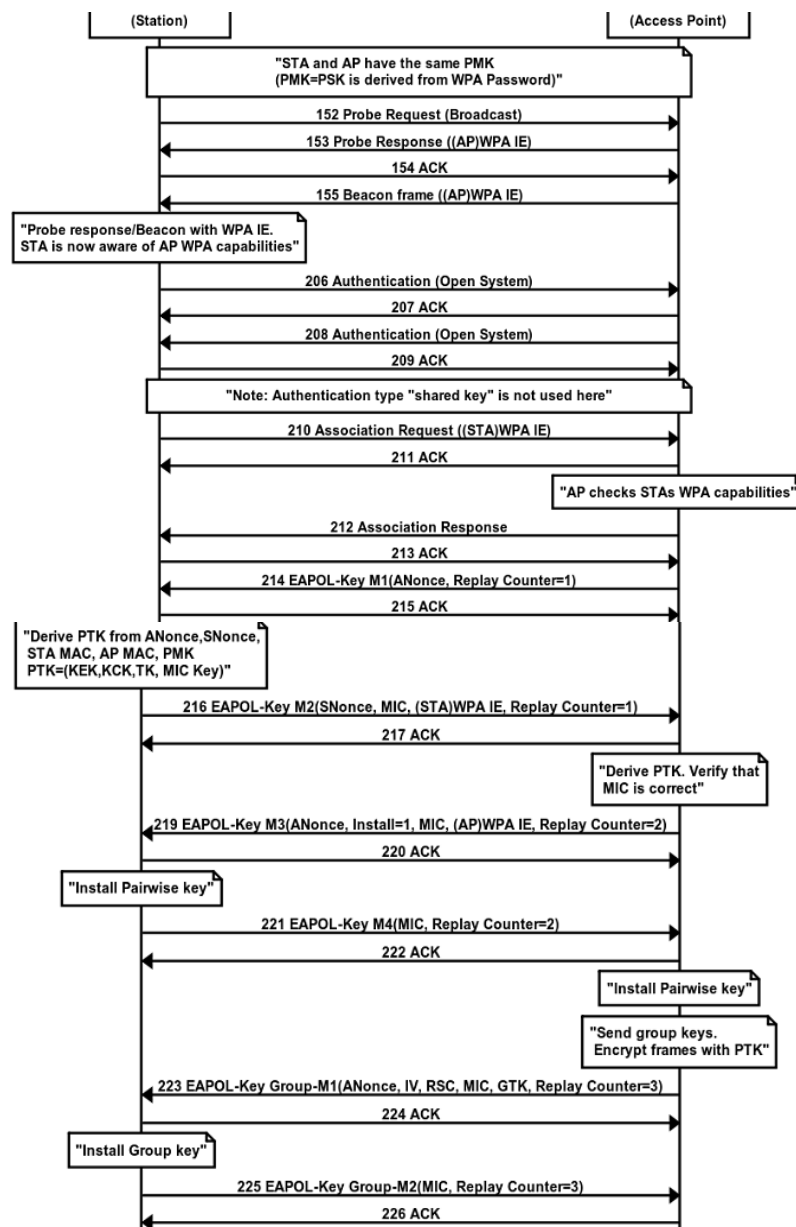 (Station)
(Access Point)
"STA and AP have the same PMK
(PMK=PSK is derived from WPA Password)"
152 Probe Request (Broadcast)
153 Probe Response ((AP)WPA IE)
154 ACK
155 Beacon frame ((AP)WPA IE)
"Probe response/Beacon with WPA IE.
STA is now aware of AP WPA capabilities"
206 Authentication (Open System)
207 ACK
208 Authentication (Open System)
209 ACK
"Note: Authentication type "shared key" is not used here"
210 Association Request ((STA)WPA IE)
211 ACK
"AP checks STAs WPA capabilities"
212 Association Response
213 ACK
214 EAPOL-Key M1(ANonce, Replay Counter=1)
215 ACK
"Derive PTK from ANonce,SNonce,
STA MAC, AP MAC, PMK
PTK=(KEK,KCK,TK, MIC Key)"
216 EAPOL-Key M2(SNonce, MIC, (STA)WPA IE, Replay Counter=1)
217 ACK
"Derive PTK. Verify that
MIC is correct"
219 EAPOL-Key M3(ANonce, Install=1, MIC, (AP)WPA IE, Replay Counter=2)
220 ACK
"Install Pairwise key"
221 EAPOL-Key M4(MIC, Replay Counter=2)
222 ACK
"Install Pairwise key"
"Send group keys.
Encrypt frames with PTK"
223 EAPOL-Key Group-M1(ANonce, IV, RSC, MIC, GTK, Replay Counter=3)
224 ACK
"Install Group key"
225 EAPOL-Key Group-M2(MIC, Replay Counter=3)
226 ACK